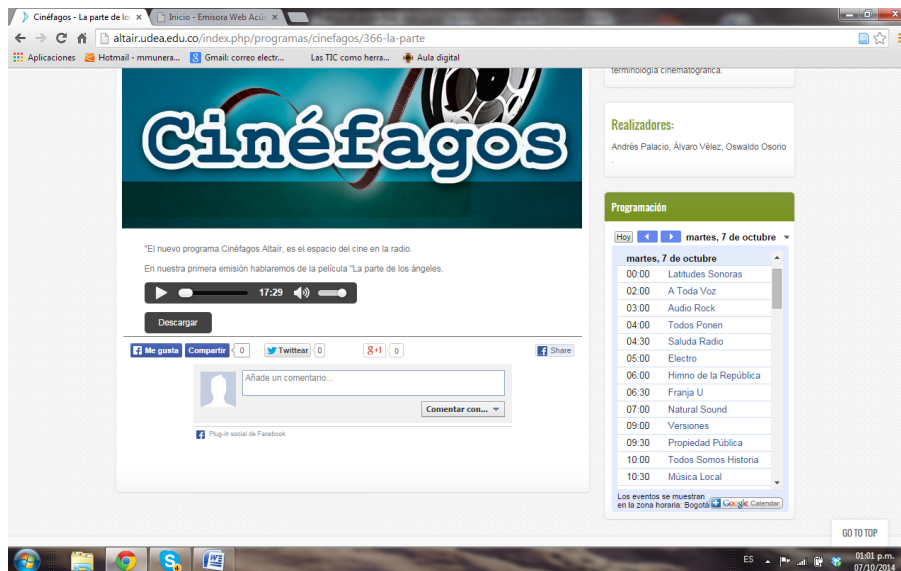 Cinéfagos - La parte de lo
Inicio - Emisora Web Acú
altair.udea.edu.co/index.php/programas/cinefagos/366-la-parte
Aplicaciones
Hotmail - mmunera...
Gmail: correo electr...
Las TIC como herra...
Aula digital
Cinéfagos
"El nuevo programa Cinéfagos Altaír, es el espacio del cine en la radio.
En nuestra primera emisión hablaremos de la película "La parte de los ángeles.
17:29
Descargar
Me gusta
Compartir
0
Twittear
0
g+1
0
Share
Añade un comentario...
Comentar con...
Plug-in social de Facebook
terminología cinematográfica.
Realizadores:
Andrés Palacio, Álvaro Vélez, Oswaldo Osorio
.
Programación
Hoy
martes, 7 de octubre
martes, 7 de octubre
00:00 Latitudes Sonoras
02:00 A Toda Voz
03:00 Audio Rock
04:00 Todos Ponen
04:30 Saluda Radio
05:00 Electro
06:00 Himno de la República
06:30 Franja U
07:00 Natural Sound
09:00 Versiones
09:30 Propiedad Pública
10:00 Todos Somos Historia
10:30 Música Local
Los eventos se muestran
en la zona horaria: Bogotá
Google Calendar
GO TO TOP
ES
01:01 p.m.
07/10/2014